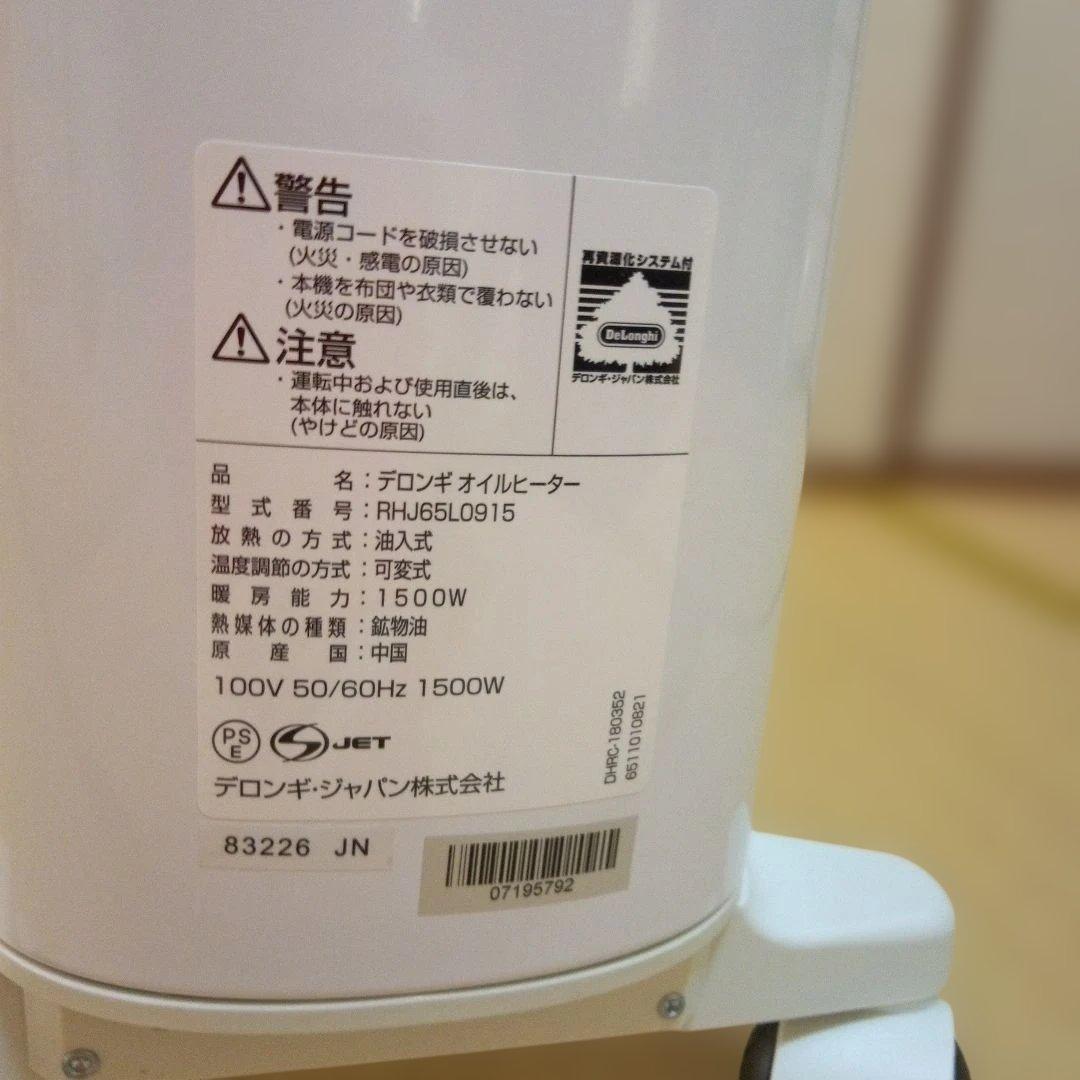 警告
・電源コードを破損させない
(火災・感電の原因)
・本機を布団や衣類で覆わない
(火災の原因)
注意
・運転中および使用直後は、
本体に触れない
(やけどの原因)
再資源化システム付
DeLonghi
デロンギ・ジャパン株式会社
品名：デロンギ オイルヒーター
型式番号：RHJ65L0915
放熱の方式：油入式
温度調節の方式：可変式
暖房能力：1500W
熱媒体の種類：鉱物油
原産国：中国
100V 50/60Hz 1500W
PS
E
JET
デロンギ・ジャパン株式会社
DHRC-180352
6511010821
83226 JN
07195792